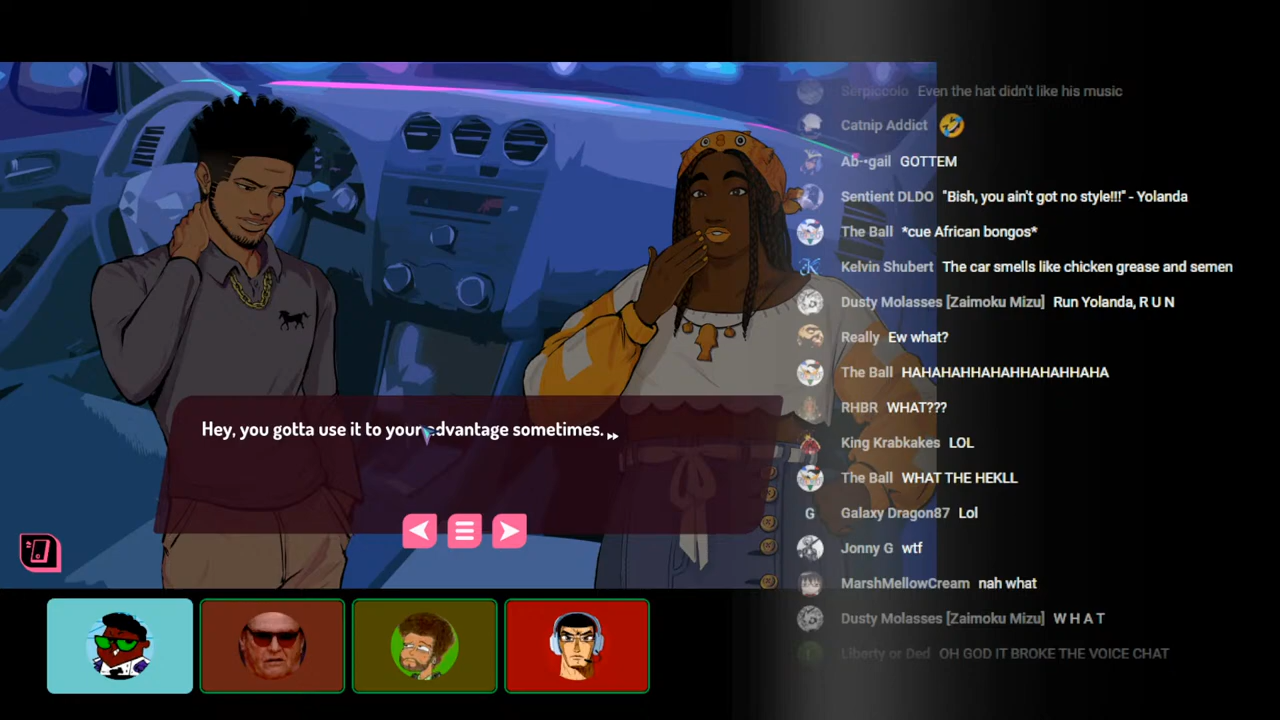 Serpiccolo Even the hat didn't like his music
Catnip Addict 🤣
Ab··gail GOTTEM
Sentient DLDO "Bish, you ain't got no style!!!" - Yolanda
The Ball *cue African bongos*
Kelvin Shubert The car smells like chicken grease and semen
Dusty Molasses [Zaimoku Mizu] Run Yolanda, R U N
Really Ew what?
The Ball HAHAHAHHAHAHHAHAHHAHA
RHBR WHAT???
Hey, you gotta use it to your advantage sometimes.
King Krabkakes LOL
The Ball WHAT THE HEKLL
G Galaxy Dragon87 Lol
Jonny G wtf
MarshMellowCream nah what
Dusty Molasses [Zaimoku Mizu] W H A T
Liberty or Ded OH GOD IT BROKE THE VOICE CHAT